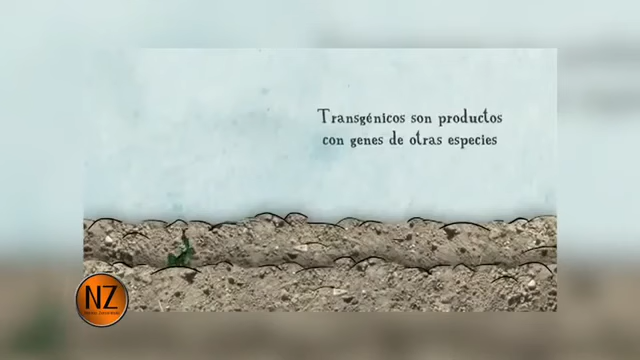 Transgénicos son productos
con genes de otras especies
NZ